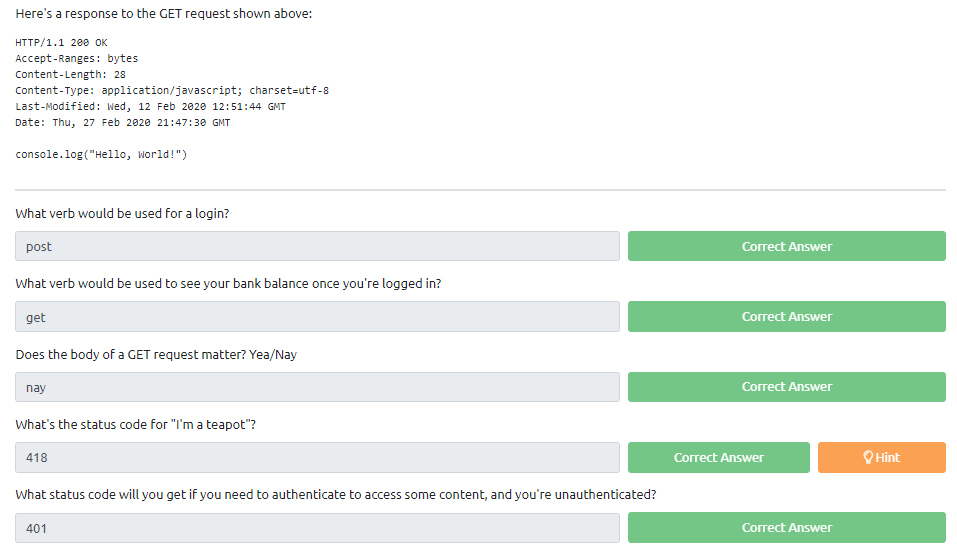 Here's a response to the GET request shown above:
HTTP/1.1 200 OK
Accept-Ranges: bytes
Content-Length: 28
Content-Type: application/javascript; charset=utf-8
Last-Modified: Wed, 12 Feb 2020 12:51:44 GMT
Date: Thu, 27 Feb 2020 21:47:30 GMT
console.log("Hello, World!")
What verb would be used for a login?
post Correct Answer
What verb would be used to see your bank balance once you're logged in?
get Correct Answer
Does the body of a GET request matter? Yea/Nay
nay Correct Answer
What's the status code for "I'm a teapot"?
418 Correct Answer Hint
What status code will you get if you need to authenticate to access some content, and you're unauthenticated?
401 Correct Answer